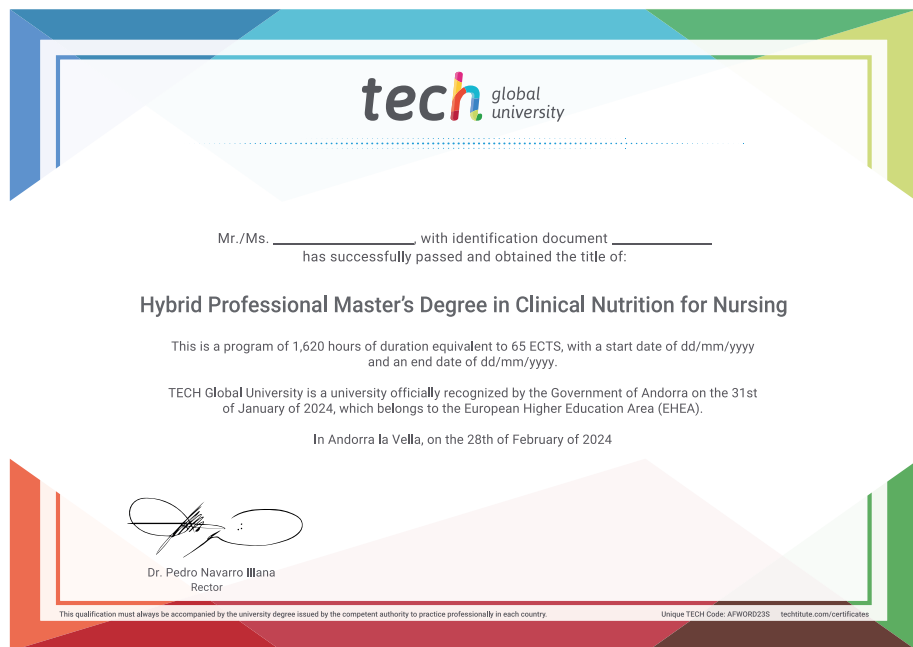 tech global university
Mr./Ms. ____________, with identification document ____________
has successfully passed and obtained the title of:
Hybrid Professional Master's Degree in Clinical Nutrition for Nursing
This is a program of 1,620 hours of duration equivalent to 65 ECTS, with a start date of dd/mm/yyyy
and an end date of dd/mm/yyyy.
TECH Global University is a university officially recognized by the Government of Andorra on the 31st
of January of 2024, which belongs to the European Higher Education Area (EHEA).
In Andorra la Vella, on the 28th of February of 2024
Dr. Pedro Navarro Illana
Rector
This qualification must always be accompanied by the university degree issued by the competent authority to practice professionally in each country.
Unique TECH Code: AFWORD23S techtitute.com/certificates